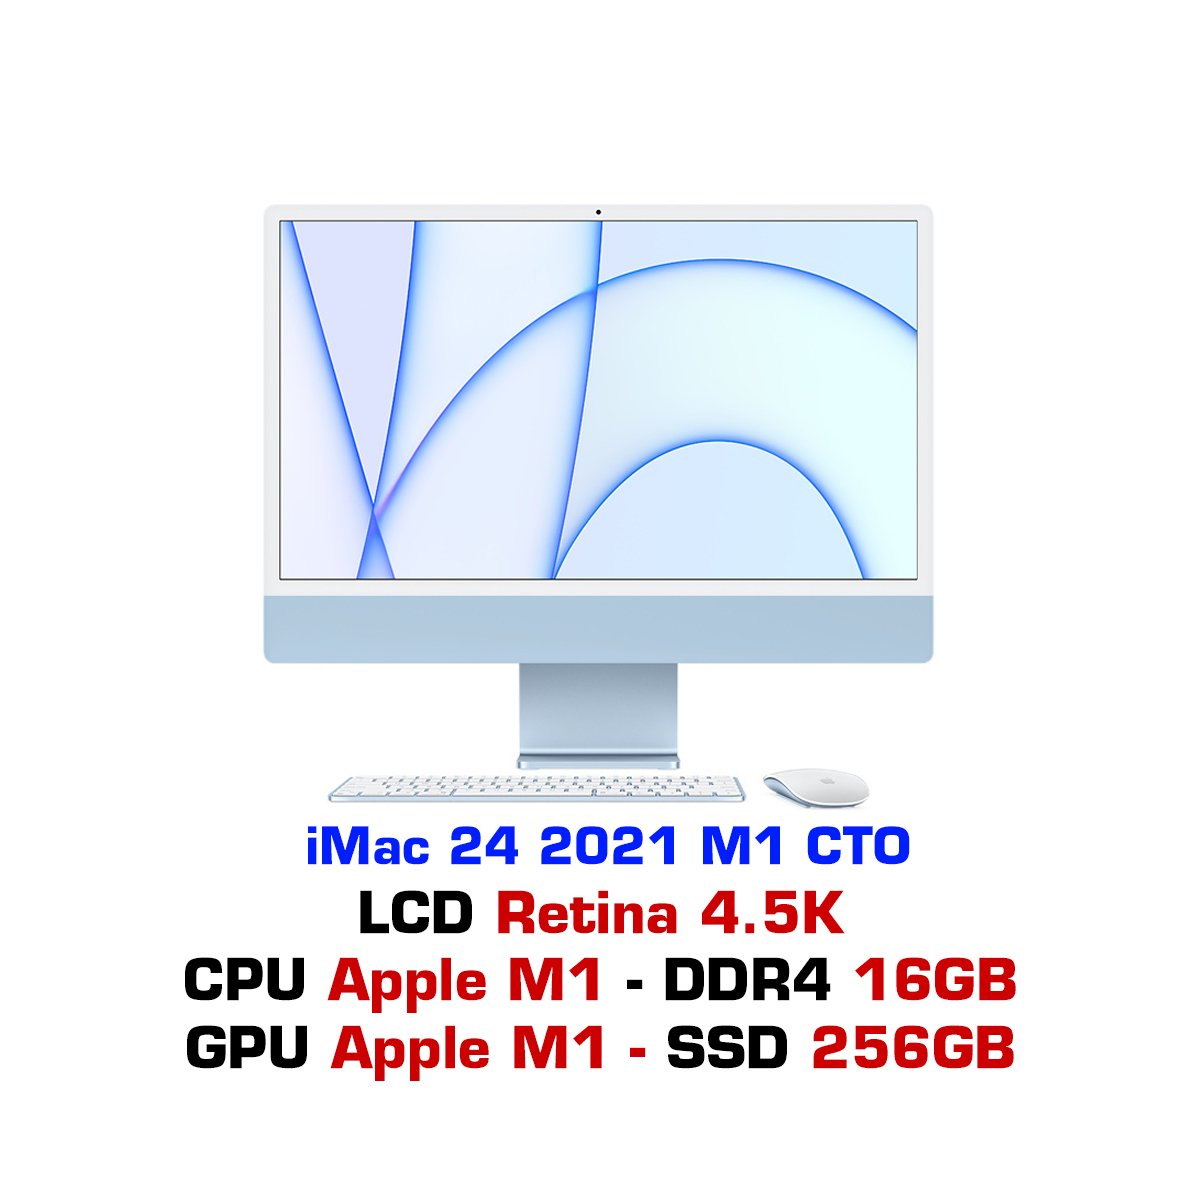 iMac 24 2021 M1 CTO
LCD Retina 4.5K
CPU Apple M1 - DDR4 16GB
GPU Apple M1 - SSD 256GB